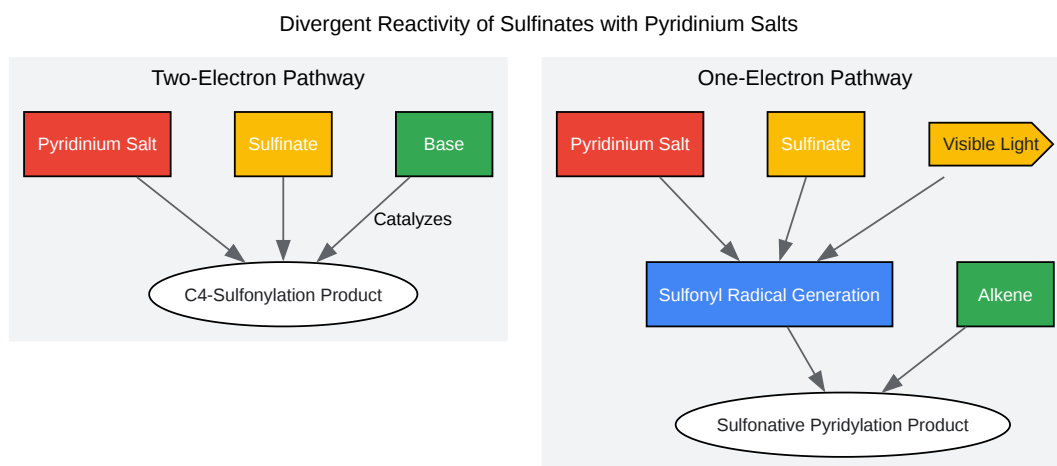 Divergent Reactivity of Sulfinates with Pyridinium Salts
Two-Electron Pathway
Pyridinium Salt
Sulfinate
Base
Catalyzes
C4-Sulfonylation Product
One-Electron Pathway
Pyridinium Salt
Sulfinate
Visible Light
Sulfonyl Radical Generation
Alkene
Sulfonative Pyridylation Product